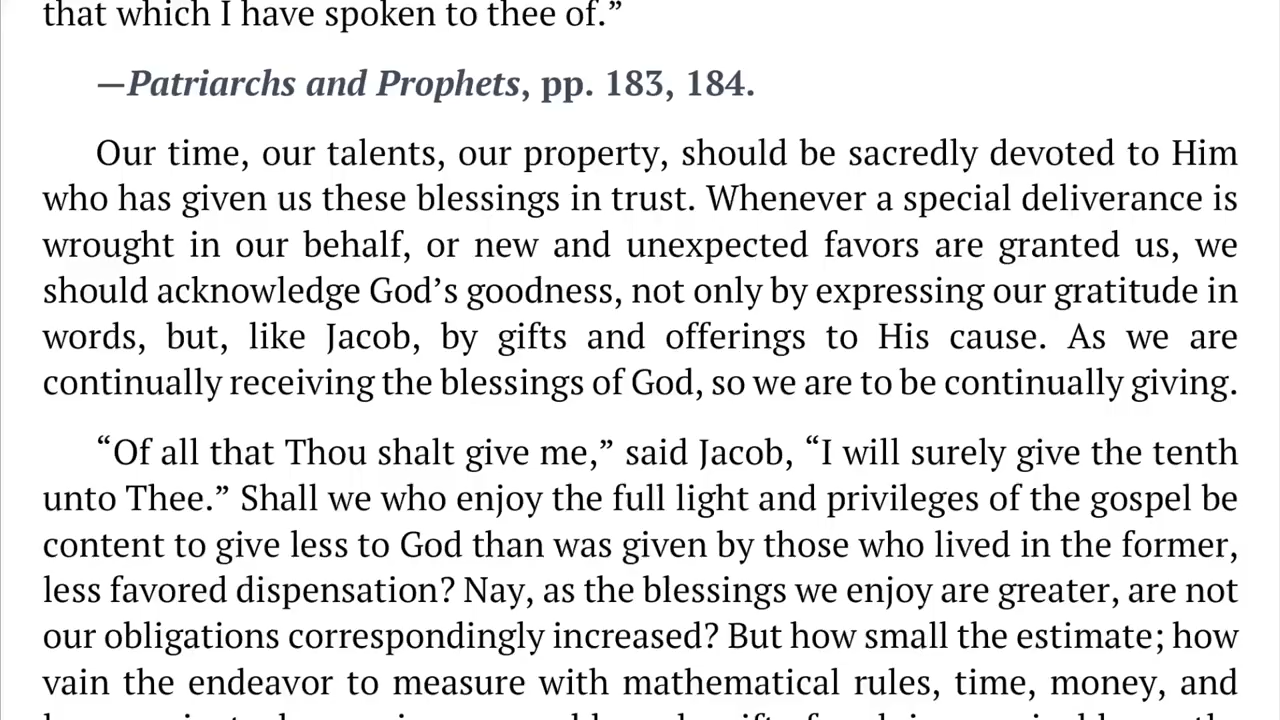 that which I have spoken to thee of.”
—Patriarchs and Prophets, pp. 183, 184.
Our time, our talents, our property, should be sacredly devoted to Him
who has given us these blessings in trust. Whenever a special deliverance is
wrought in our behalf, or new and unexpected favors are granted us, we
should acknowledge God’s goodness, not only by expressing our gratitude in
words, but, like Jacob, by gifts and offerings to His cause. As we are
continually receiving the blessings of God, so we are to be continually giving.
“Of all that Thou shalt give me,” said Jacob, “I will surely give the tenth
unto Thee.” Shall we who enjoy the full light and privileges of the gospel be
content to give less to God than was given by those who lived in the former,
less favored dispensation? Nay, as the blessings we enjoy are greater, are not
our obligations correspondingly increased? But how small the estimate; how
vain the endeavor to measure with mathematical rules, time, money, and